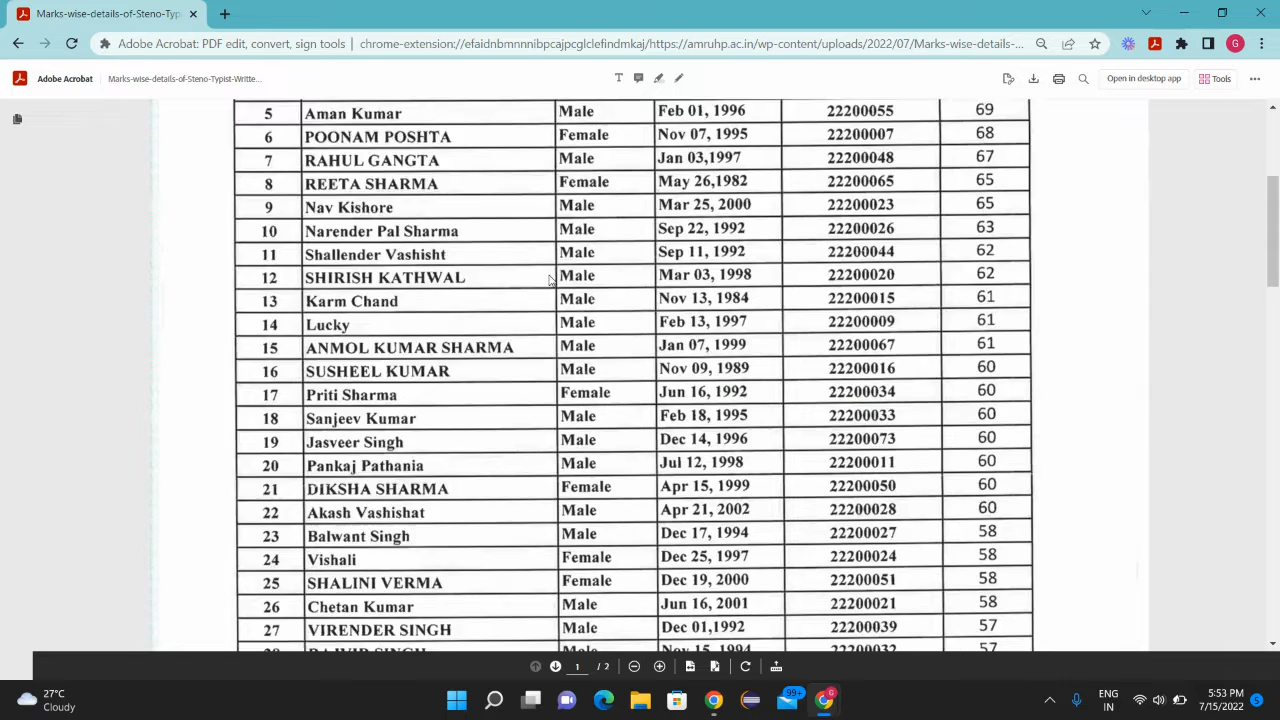 Marks-wise-details-of-Steno-Typis
Adobe Acrobat: PDF edit, convert, sign tools | chrome-extension://efaidnbmnnnibpcajpcglclefindmkaj/https://amruhp.ac.in/wp-content/uploads/2022/07/Marks-wise-details-...
G
Adobe Acrobat
Marks-wise-details-of-Steno-Typist-Writte...
Open in desktop app
Tools
5 Aman Kumar Male Feb 01, 1996 22200055 69
6 POONAM POSHTA Female Nov 07, 1995 22200007 68
7 RAHUL GANGTA Male Jan 03,1997 22200048 67
8 REETA SHARMA Female May 26,1982 22200065 65
9 Nav Kishore Male Mar 25, 2000 22200023 65
10 Narender Pal Sharma Male Sep 22, 1992 22200026 63
11 Shallender Vashisht Male Sep 11, 1992 22200044 62
12 SHIRISH KATHWAL Male Mar 03, 1998 22200020 62
13 Karm Chand Male Nov 13, 1984 22200015 61
14 Lucky Male Feb 13, 1997 22200009 61
15 ANMOL KUMAR SHARMA Male Jan 07, 1999 22200067 61
16 SUSHEEL KUMAR Male Nov 09, 1989 22200016 60
17 Priti Sharma Female Jun 16, 1992 22200034 60
18 Sanjeev Kumar Male Feb 18, 1995 22200033 60
19 Jasveer Singh Male Dec 14, 1996 22200073 60
20 Pankaj Pathania Male Jul 12, 1998 22200011 60
21 DIKSHA SHARMA Female Apr 15, 1999 22200050 60
22 Akash Vashishat Male Apr 21, 2002 22200028 60
23 Balwant Singh Male Dec 17, 1994 22200027 58
24 Vishali Female Dec 25, 1997 22200024 58
25 SHALINI VERMA Female Dec 19, 2000 22200051 58
26 Chetan Kumar Male Jun 16, 2001 22200021 58
27 VIRENDER SINGH Male Dec 01,1992 22200039 57
28 RAJVIR SINGH Male Nov 15, 1994 22200032 57
1 / 2
27°C
Cloudy
99+
G
ENG
IN
5:53 PM
7/15/2022
5